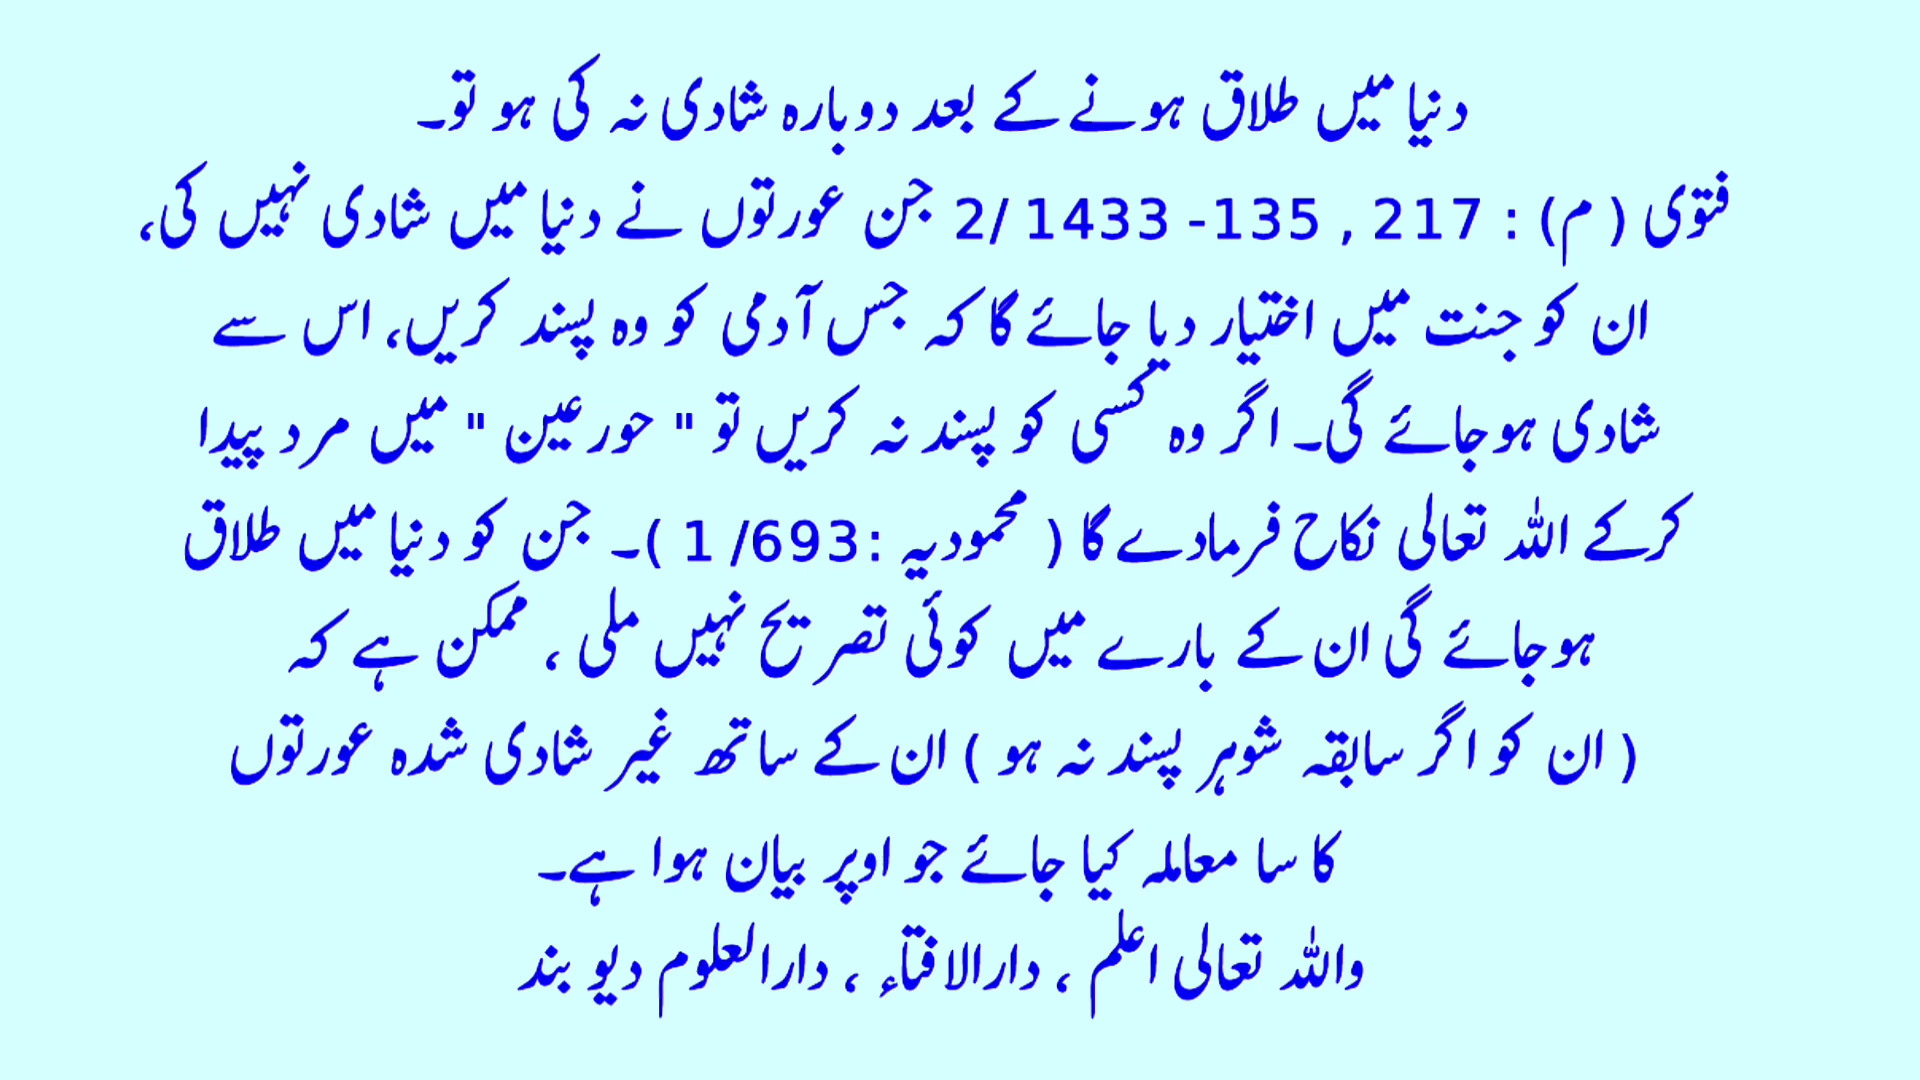 دنیا میں طلاق ہونے کے بعد دوبارہ شادی نہ کی ہو تو۔
فتوی ( م) : 217 , 135- 1433 /2 جن عورتوں نے دنیا میں شادی نہیں کی،
ان کو جنت میں اختیار دیا جائے گا کہ جس آدمی کو وہ پسند کریں، اس سے
شادی ہوجائے گی۔ اگر وہ کسی کو پسند نہ کریں تو " حورعین " میں مرد پیدا
کرکے اللہ تعالی نکاح فرمادے گا ( محمودیہ :693/ 1 )۔ جن کو دنیا میں طلاق
ہوجائے گی ان کے بارے میں کوئی تصریح نہیں ملی ، ممکن ہے کہ
( ان کو اگر سابقہ شوہر پسند نہ ہو ) ان کے ساتھ غیر شادی شدہ عورتوں
کا سا معاملہ کیا جائے جو اوپر بیان ہوا ہے۔
واللہ تعالی اعلم ، دارالافتاء ، دارالعلوم دیو بند